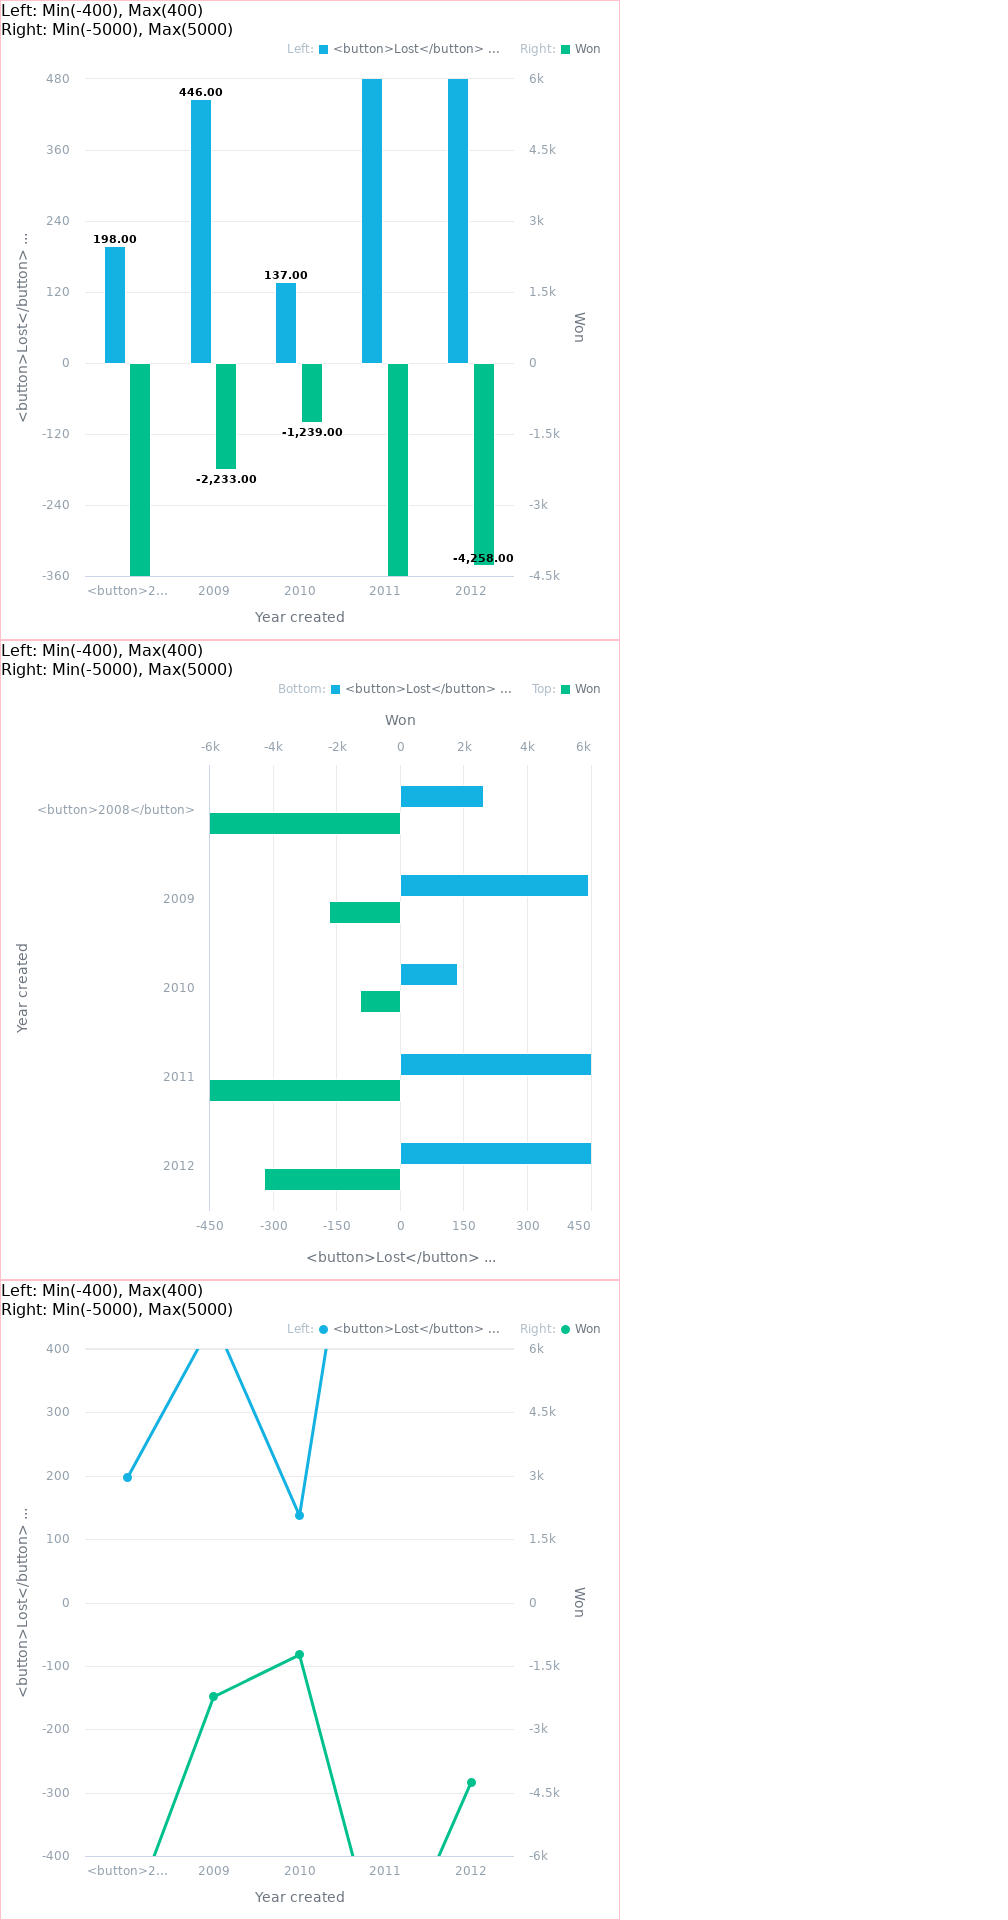 Left: Min(-400), Max(400)
Right: Min(-5000), Max(5000)
Left: <button>Lost</button> ... Right: Won
480 6k
446.00
360 4.5k
240 3k
198.00
137.00
120 1.5k
<button>Lost</button> ...
Won
0 0
-120 -1.5k
-1,239.00
-2,233.00
-240 -3k
-4,258.00
-360 -4.5k
<button>2... 2009 2010 2011 2012
Year created
Left: Min(-400), Max(400)
Right: Min(-5000), Max(5000)
Bottom: <button>Lost</button> ... Top: Won
Won
-6k -4k -2k 0 2k 4k 6k
<button>2008</button>
2009
Year created
2010
2011
2012
-450 -300 -150 0 150 300 450
<button>Lost</button> ...
Left: Min(-400), Max(400)
Right: Min(-5000), Max(5000)
Left: <button>Lost</button> ... Right: Won
400 6k
300 4.5k
200 3k
100 1.5k
<button>Lost</button> ...
Won
0 0
-100 -1.5k
-200 -3k
-300 -4.5k
-400 -6k
<button>2... 2009 2010 2011 2012
Year created